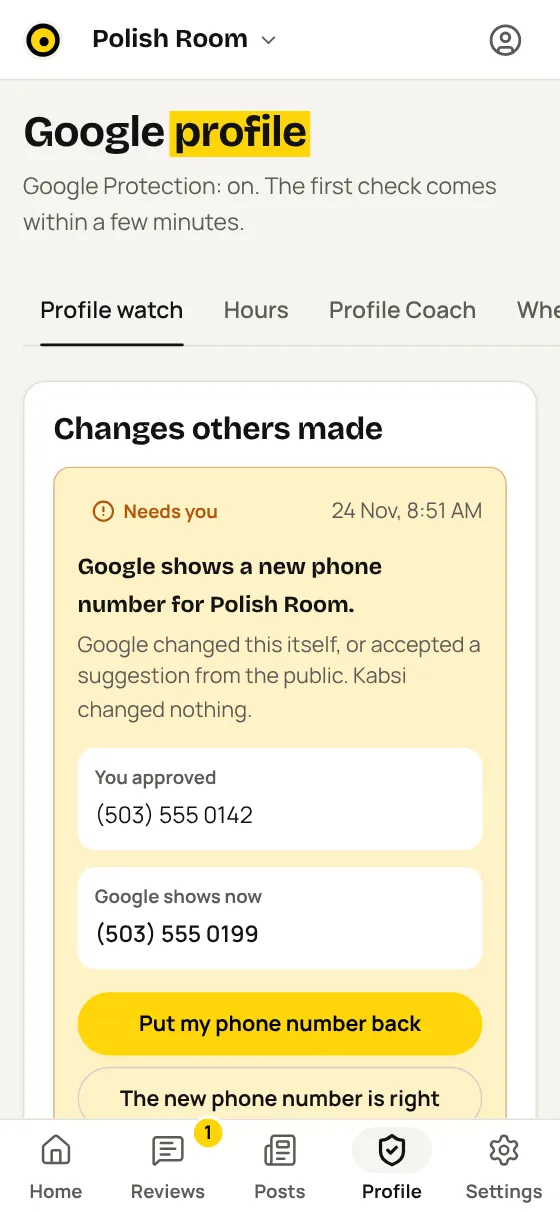 Polish Room
Google profile
Google Protection: on. The first check comes
within a few minutes.
Profile watch
Hours
Profile Coach
Changes others made
Needs you
24 Nov, 8:51 AM
Google shows a new phone
number for Polish Room.
Google changed this itself, or accepted a
suggestion from the public. Kabsi
changed nothing.
You approved
(503) 555 0142
Google shows now
(503) 555 0199
Put my phone number back
The new phone number is right
1
Home
Reviews
Posts
Profile
Settings